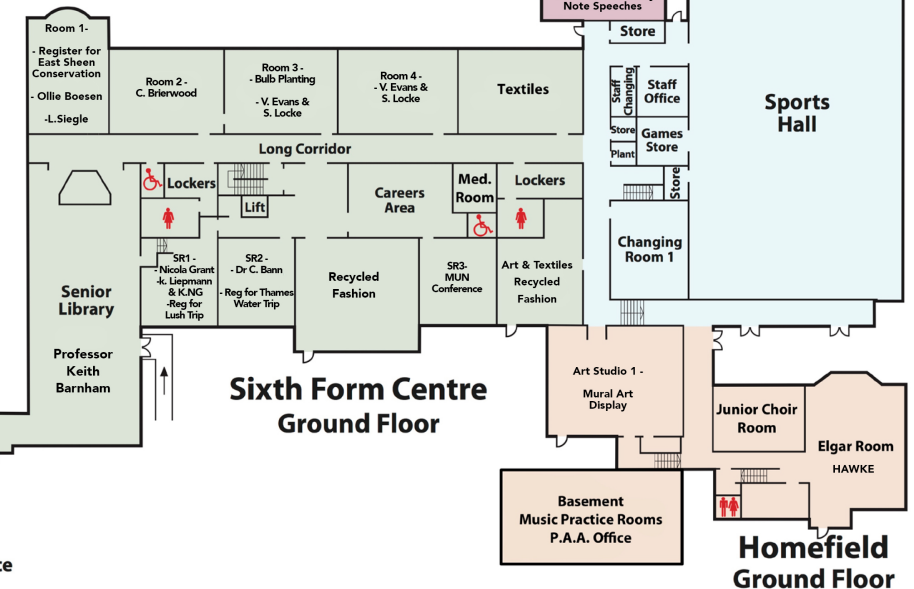 Note Speeches
Room 1-
- Register for
East Sheen
Conservation
- Ollie Boesen
-L.Siegle
Room 2 -
C. Brierwood
Room 3 -
- Bulb Planting
- V. Evans &
S. Locke
Room 4 -
- V. Evans &
S. Locke
Textiles
Long Corridor
Store
Staff
Changing
Staff
Office
Store
Games
Store
Plant
Store
Sports
Hall
Lockers
Lift
Careers
Area
Med.
Room
Lockers
Changing
Room 1
Senior
Library
Professor
Keith
Barnham
SR1 -
- Nicola Grant
-k. Liepmann
& K.NG
-Reg for
Lush Trip
SR2 -
- Dr C. Bann
- Reg for Thames
Water Trip
Recycled
Fashion
SR3-
MUN
Conference
Art & Textiles
Recycled
Fashion
Sixth Form Centre
Ground Floor
Art Studio 1 -
Mural Art
Display
Junior Choir
Room
Elgar Room
HAWKE
Basement
Music Practice Rooms
P.A.A. Office
Homefield
Ground Floor